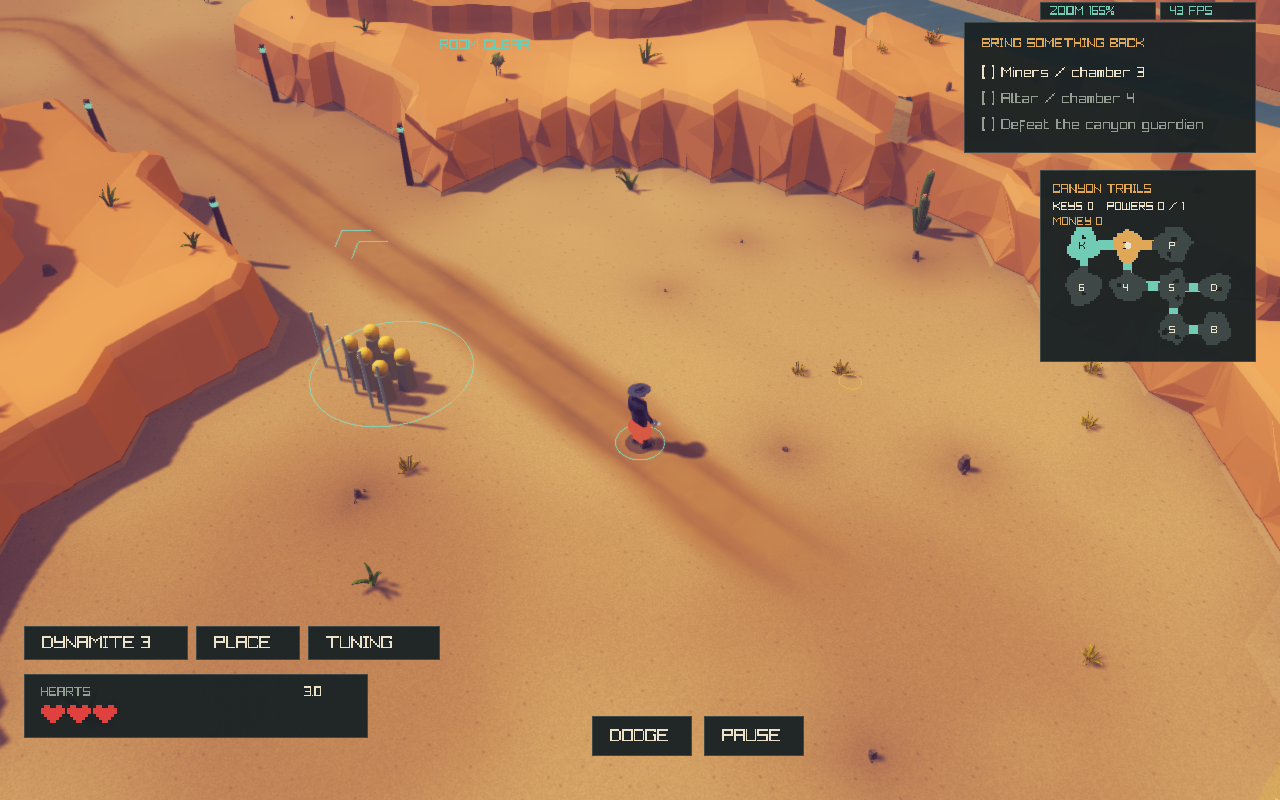 ZOOM 165%
43 FPS
ROOM CLEAR
BRING SOMETHING BACK
[ ] Miners / chamber 3
[ ] Altar / chamber 4
[ ] Defeat the canyon guardian
CANYON TRAILS
KEYS 0 POWERS 0 / 1
MONEY 0
K
P
6 4 S D
S B
DYNAMITE 3
PLACE
TUNING
HEARTS 3.0
DODGE
PAUSE